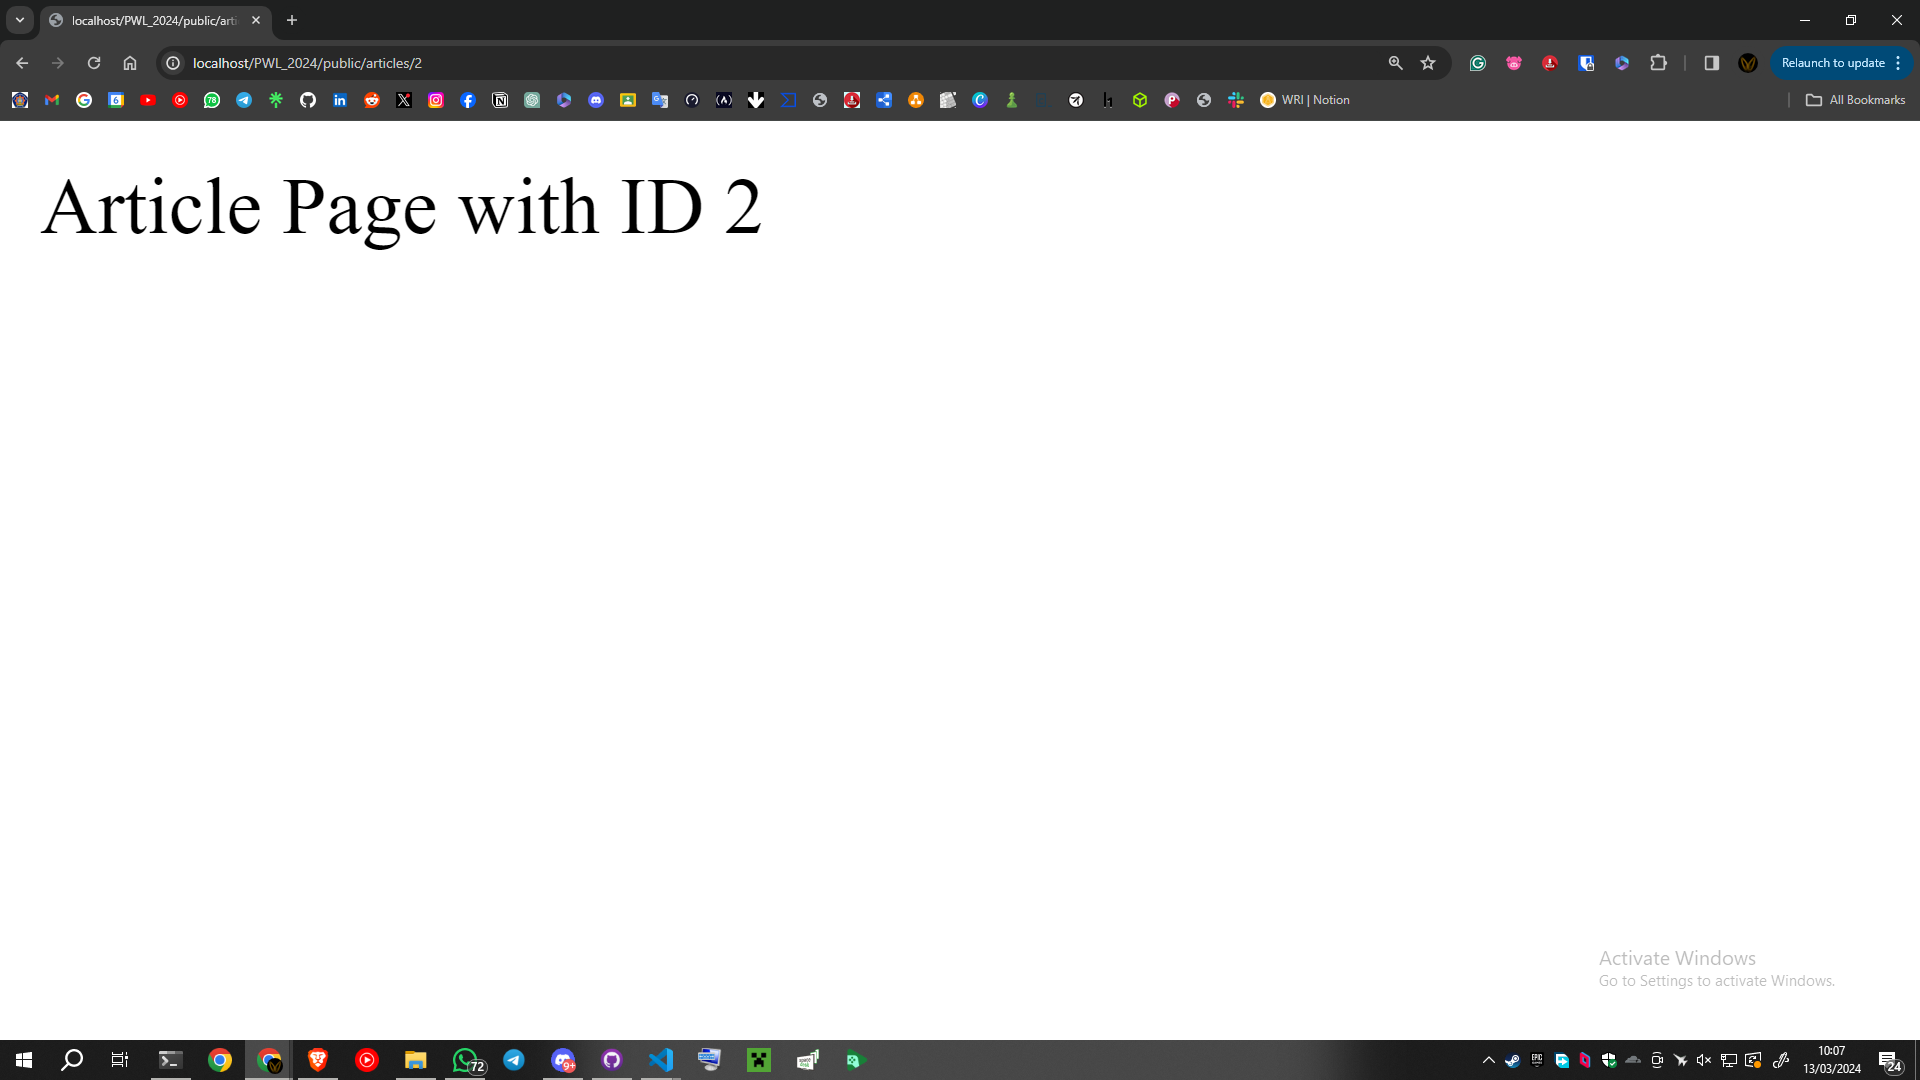 localhost/PWL_2024/public/arti
localhost/PWL_2024/public/articles/2
Relaunch to update
WRI | Notion
All Bookmarks
Article Page with ID 2
Activate Windows
Go to Settings to activate Windows.
72
9+
10:07
13/03/2024
24